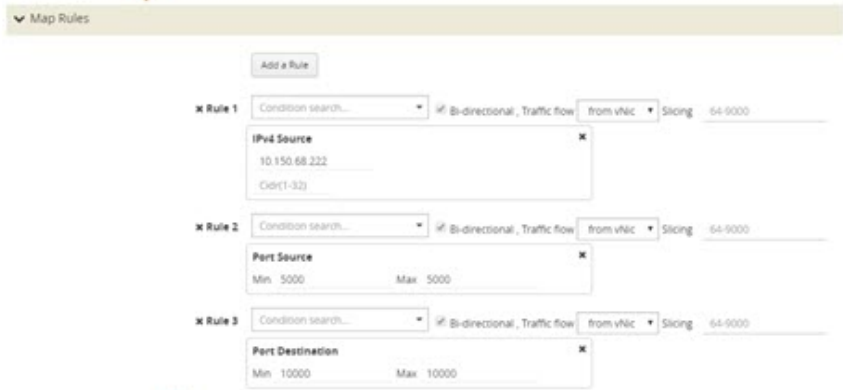 Map Rules
Add a Rule
Rule 1 Condition search... Bi-directional , Traffic flow from vNic Slicing 64-9000
IPv4 Source
10.150.68.222
Cidr(1-32)
Rule 2 Condition search... Bi-directional , Traffic flow from vNic Slicing 64-9000
Port Source
Min 5000 Max 5000
Rule 3 Condition search... Bi-directional , Traffic flow from vNic Slicing 64-9000
Port Destination
Min 10000 Max 10000